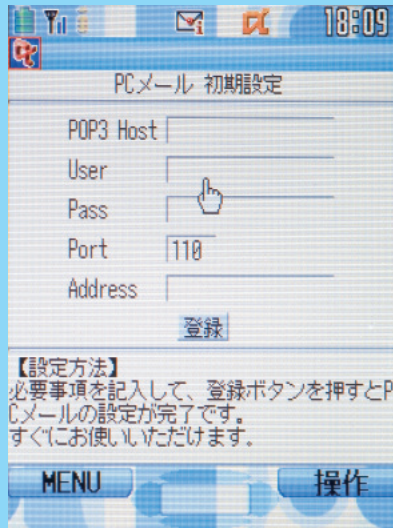 18:09
PCメール 初期設定
POP3 Host
User
Pass
Port 110
Address
登録
【設定方法】
必要事項を記入して、登録ボタンを押すとP
Cメールの設定が完了です。
すぐにお使いいただけます。
MENU 操作